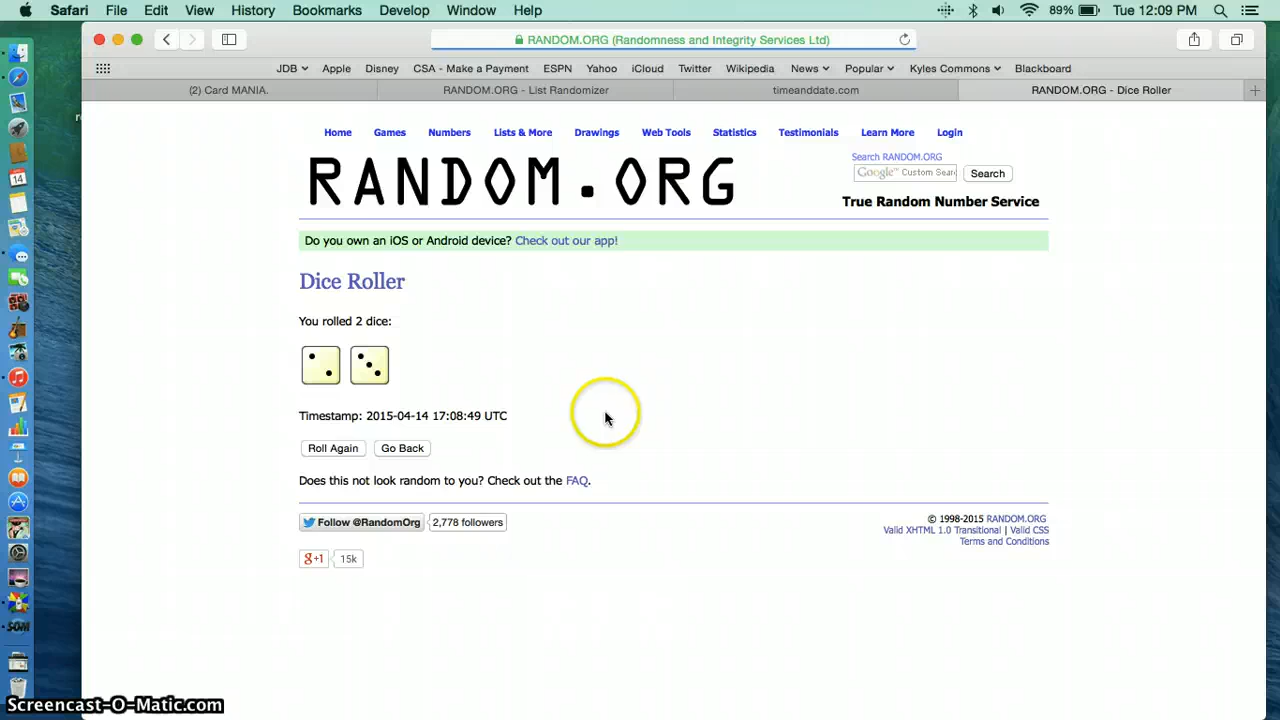 Safari File Edit View History Bookmarks Develop Window Help 89% Tue 12:09 PM
RANDOM.ORG (Randomness and Integrity Services Ltd)
JDB Apple Disney CSA - Make a Payment ESPN Yahoo iCloud Twitter Wikipedia News Popular Kyles Commons Blackboard
(2) Card MANIA. RANDOM.ORG - List Randomizer timeanddate.com RANDOM.ORG - Dice Roller
Home Games Numbers Lists & More Drawings Web Tools Statistics Testimonials Learn More Login
RANDOM.ORG
Search RANDOM.ORG
Google™ Custom Sear Search
True Random Number Service
Do you own an iOS or Android device? Check out our app!
Dice Roller
You rolled 2 dice:
Timestamp: 2015-04-14 17:08:49 UTC
Roll Again Go Back
Does this not look random to you? Check out the FAQ.
Follow @RandomOrg 2,778 followers
g+1 15k
© 1998-2015 RANDOM.ORG
Valid XHTML 1.0 Transitional | Valid CSS
Terms and Conditions
14
SOM
Screencast-O-Matic.com